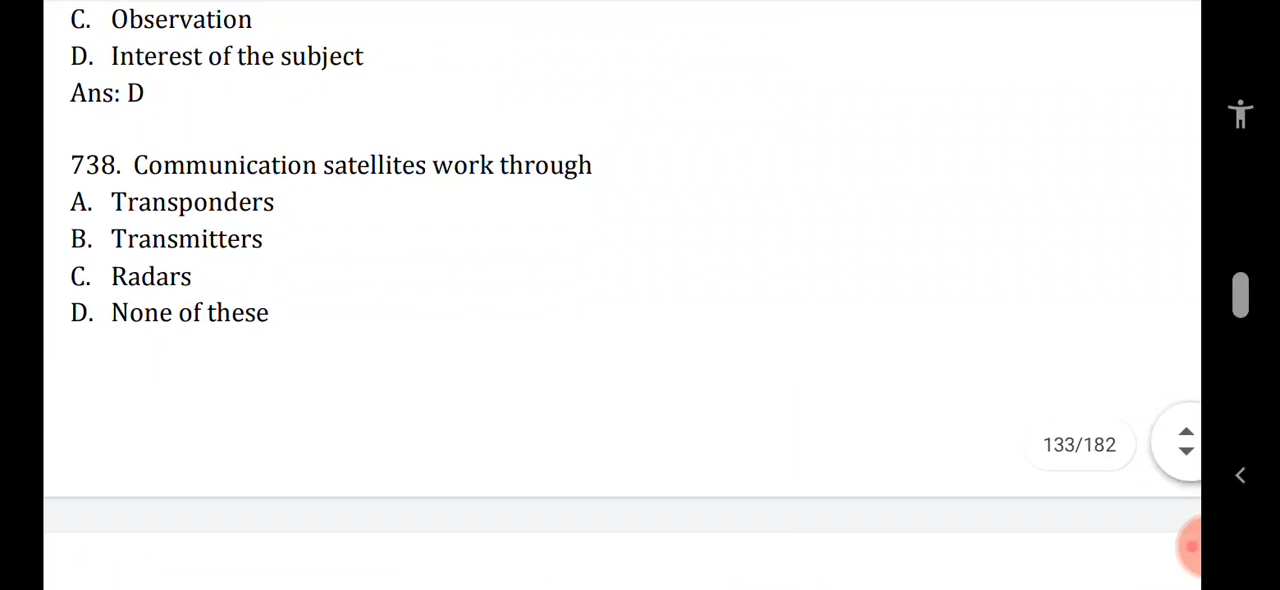 C. Observation
D. Interest of the subject
Ans: D
738. Communication satellites work through
A. Transponders
B. Transmitters
C. Radars
D. None of these
133/182